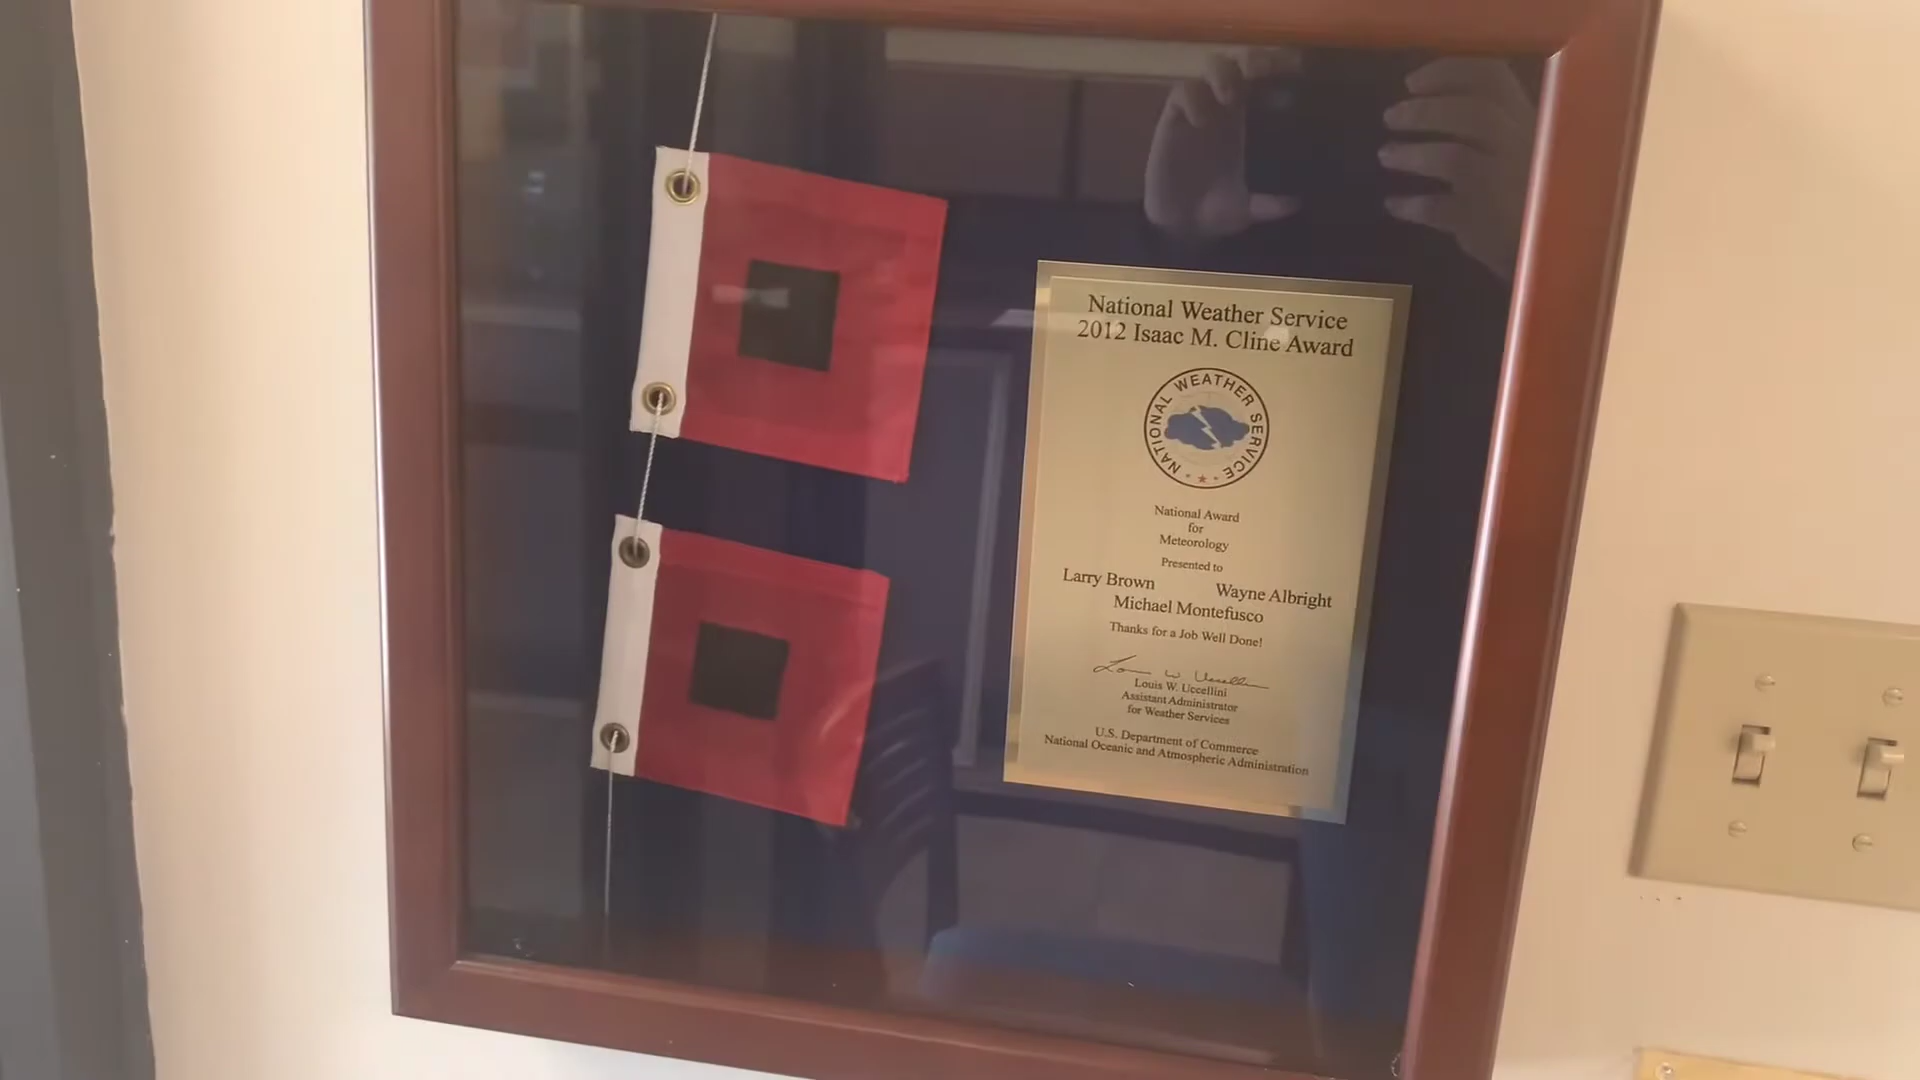 National Weather Service
2012 Isaac M. Cline Award
NATIONAL WEATHER SERVICE
National Award
for
Meteorology
Presented to
Larry Brown Wayne Albright
Michael Montefusco
Thanks for a Job Well Done!
Louis W. Uccellini
Louis W. Uccellini
Assistant Administrator
for Weather Services
U.S. Department of Commerce
National Oceanic and Atmospheric Administration